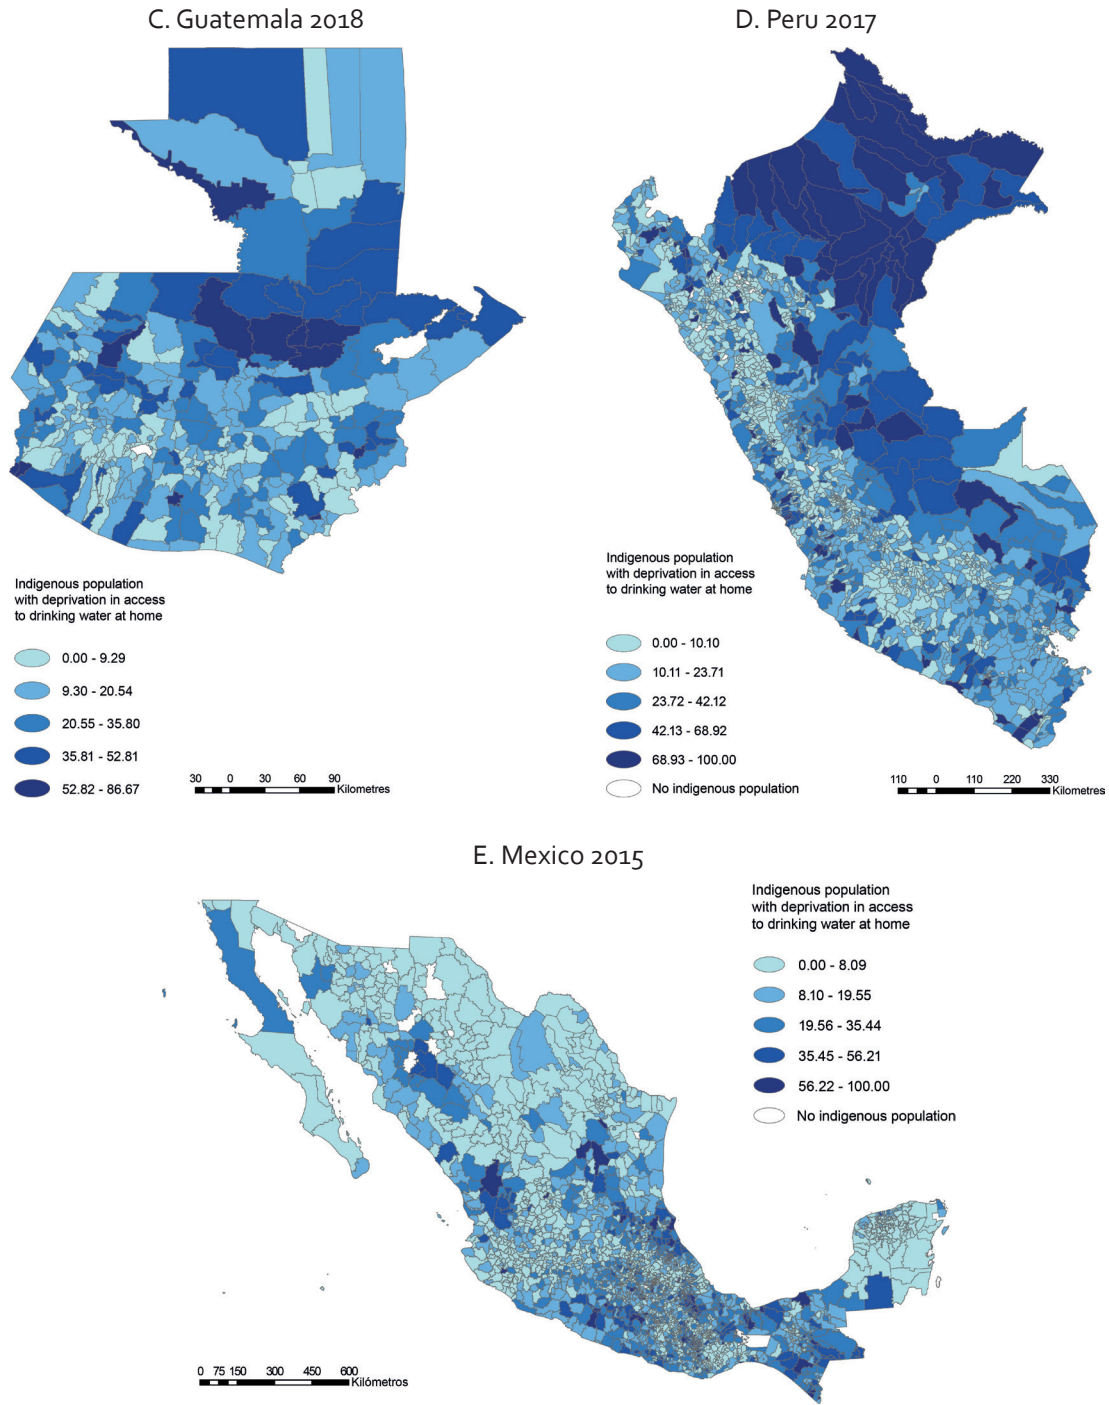 C. Guatemala 2018
D. Peru 2017
Indigenous population
with deprivation in access
to drinking water at home
0.00 - 9.29
9.30 - 20.54
20.55 - 35.80
35.81 - 52.81
52.82 - 86.67
30 0 30 60 90
Kilometres
Indigenous population
with deprivation in access
to drinking water at home
0.00 - 10.10
10.11 - 23.71
23.72 - 42.12
42.13 - 68.92
68.93 - 100.00
No indigenous population
110 0 110 220 330
Kilometres
E. Mexico 2015
Indigenous population
with deprivation in access
to drinking water at home
0.00 - 8.09
8.10 - 19.55
19.56 - 35.44
35.45 - 56.21
56.22 - 100.00
No indigenous population
0 75 150 300 450 600
Kilómetros